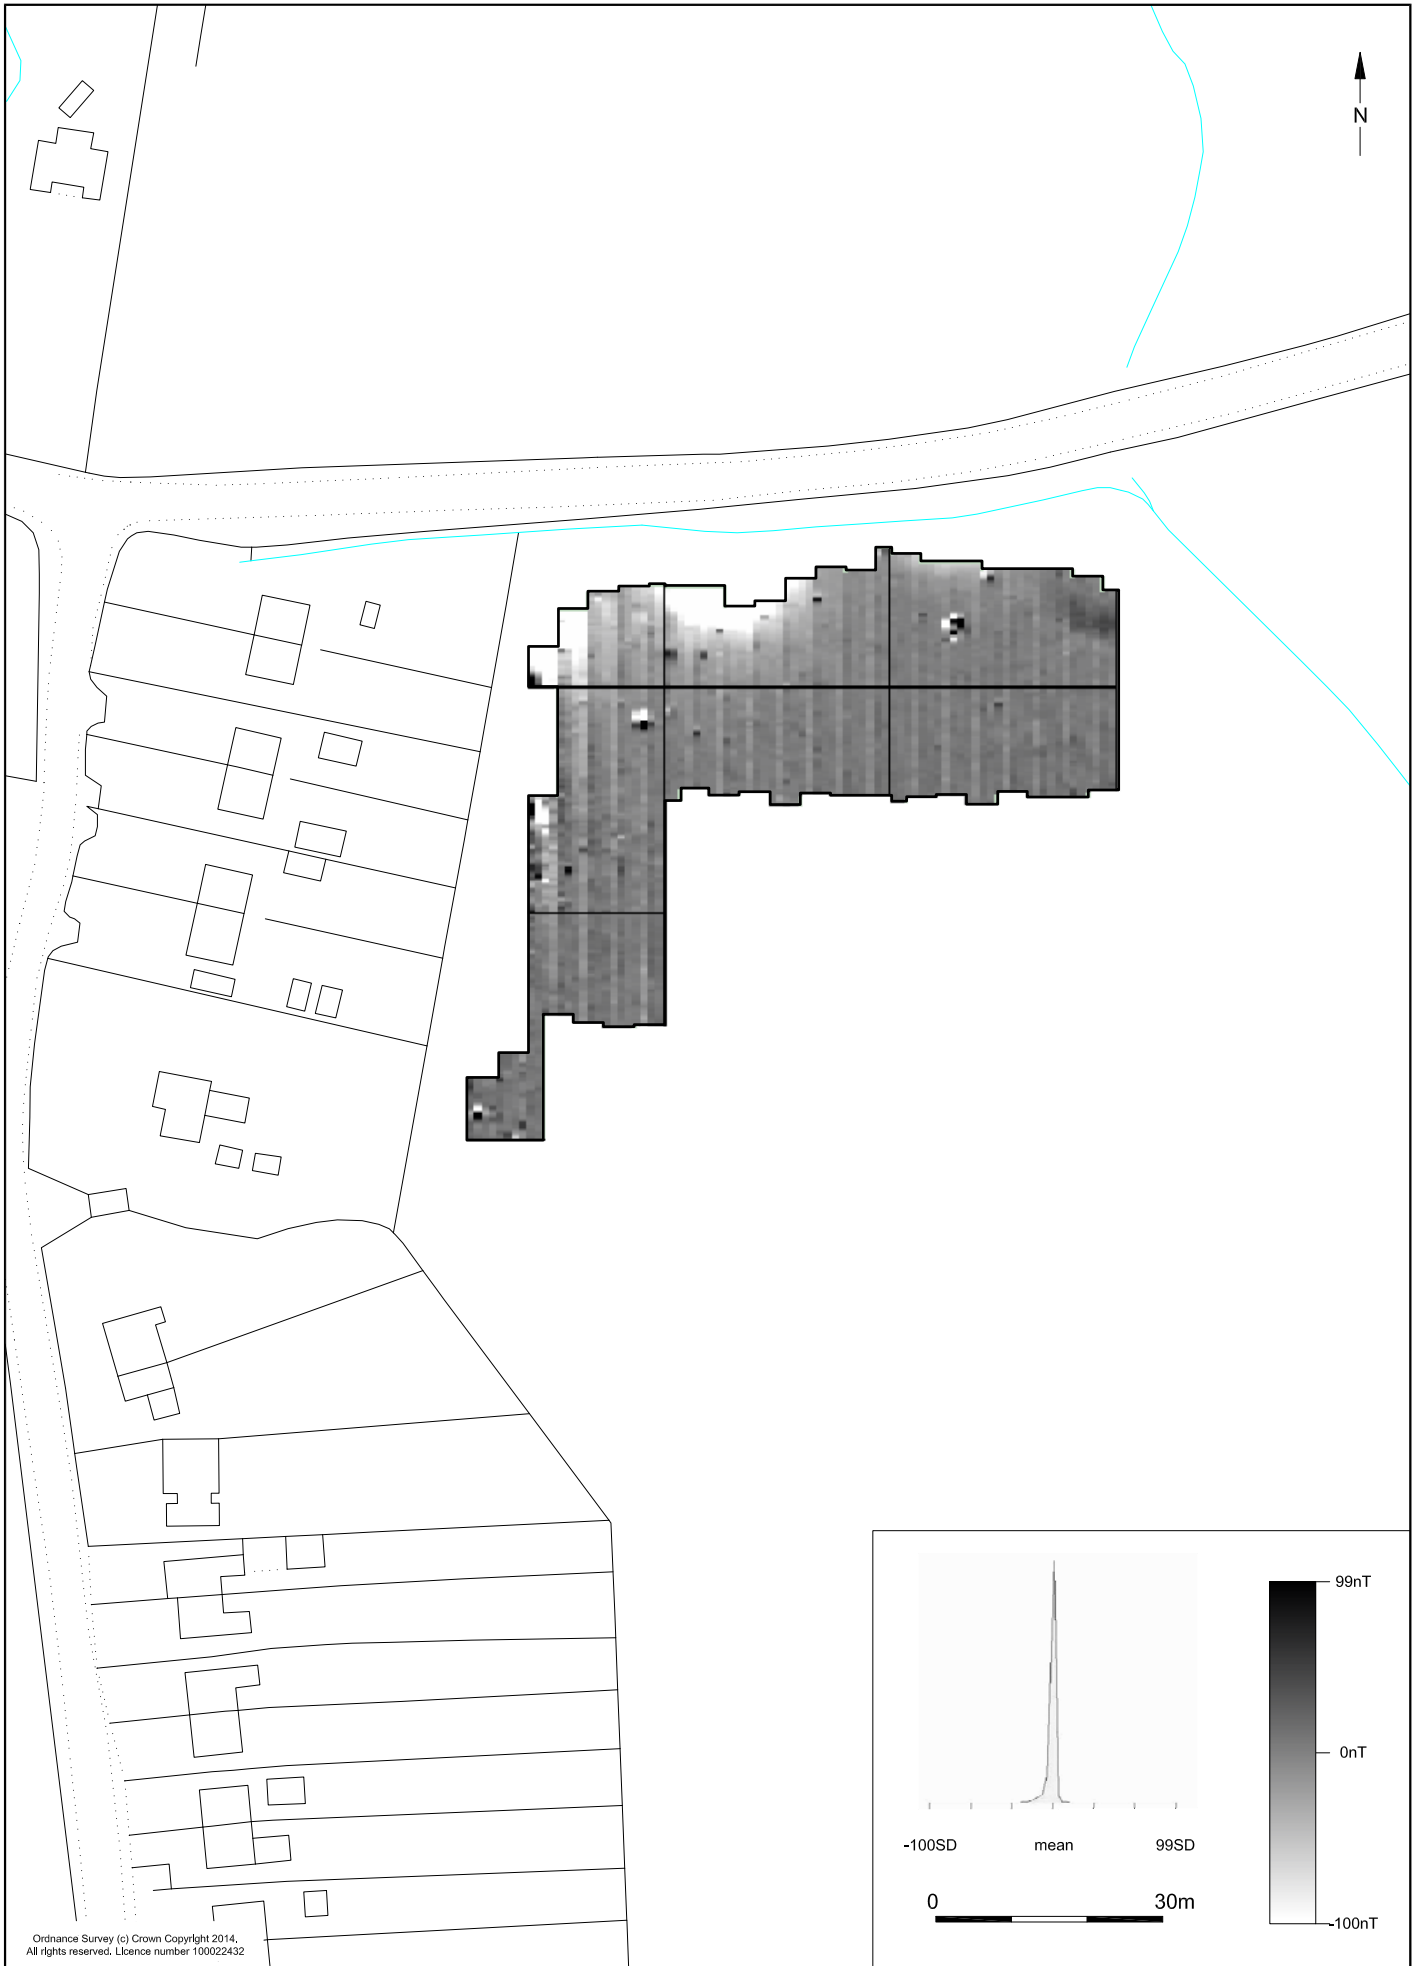 N
99nT
0nT
-100nT
-100SD mean 99SD
0 30m
Ordnance Survey (c) Crown Copyright 2014,
All rights reserved. Licence number 100022432